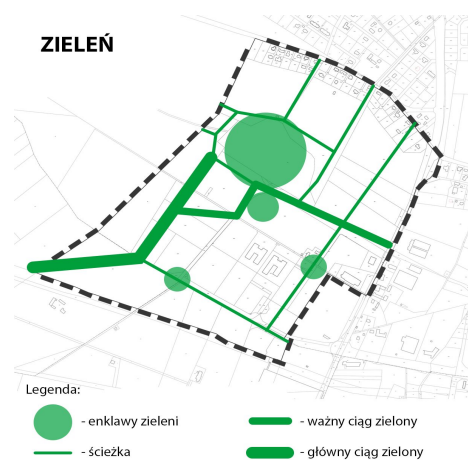 ZIELEŃ
Legenda:
- enklawy zieleni
- ważny ciąg zielony
- ścieżka
- główny ciąg zielony